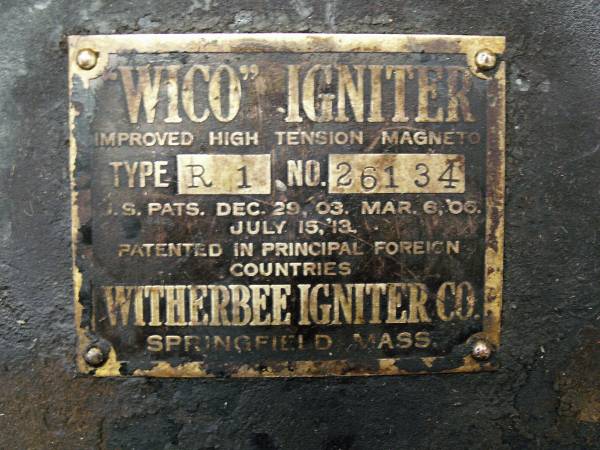 "WICO" IGNITER
IMPROVED HIGH TENSION MAGNETO
TYPE R 1 NO. 26134
U.S. PATS. DEC. 29, '03. MAR. 6, '06.
JULY 15, '13.
PATENTED IN PRINCIPAL FOREIGN
COUNTRIES
WITHERBEE IGNITER CO.
SPRINGFIELD, MASS.